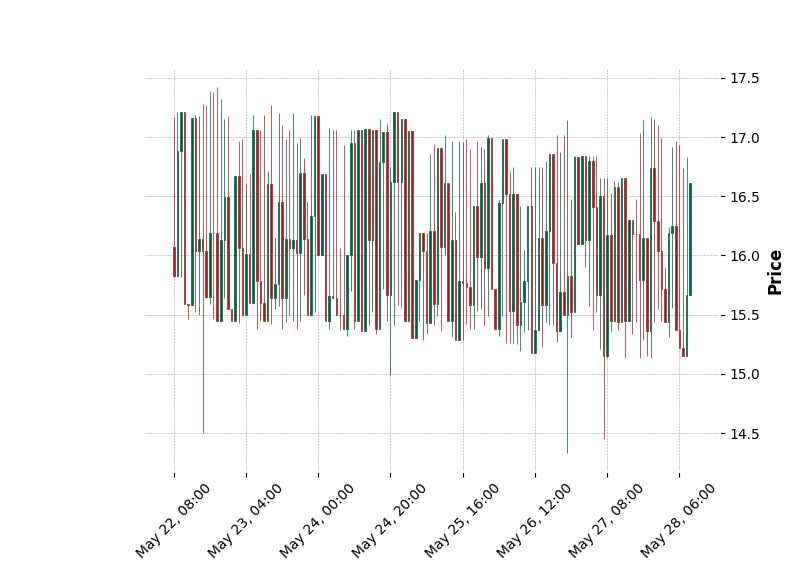 17.5
17.0
16.5
16.0
15.5
15.0
14.5
Price
May 22, 08:00
May 23, 04:00
May 24, 00:00
May 24, 20:00
May 25, 16:00
May 26, 12:00
May 27, 08:00
May 28, 06:00